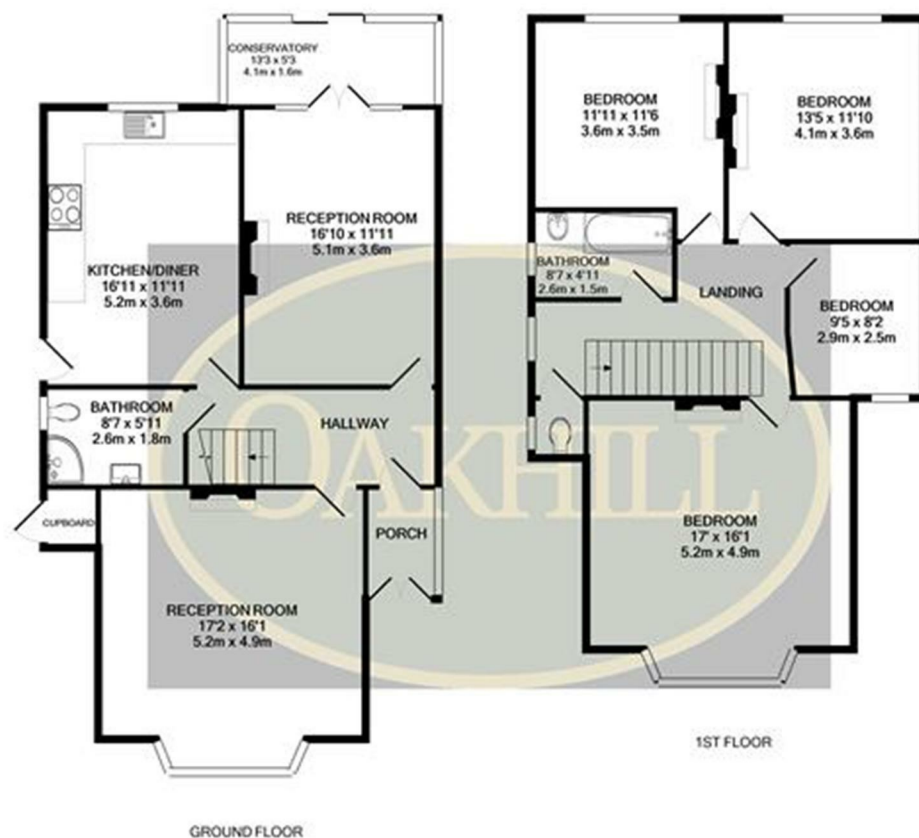 CONSERVATORY
13'3 x 5'3
4.1m x 1.6m
KITCHEN/DINER
16'11 x 11'11
5.2m x 3.6m
RECEPTION ROOM
16'10 x 11'11
5.1m x 3.6m
BATHROOM
8'7 x 5'11
2.6m x 1.8m
HALLWAY
CUPBOARD
PORCH
RECEPTION ROOM
17'2 x 16'1
5.2m x 4.9m
GROUND FLOOR
BEDROOM
11'11 x 11'6
3.6m x 3.5m
BEDROOM
13'5 x 11'10
4.1m x 3.6m
BATHROOM
8'7 x 4'11
2.6m x 1.5m
LANDING
BEDROOM
9'5 x 8'2
2.9m x 2.5m
BEDROOM
17' x 16'1
5.2m x 4.9m
1ST FLOOR
OAKHILL